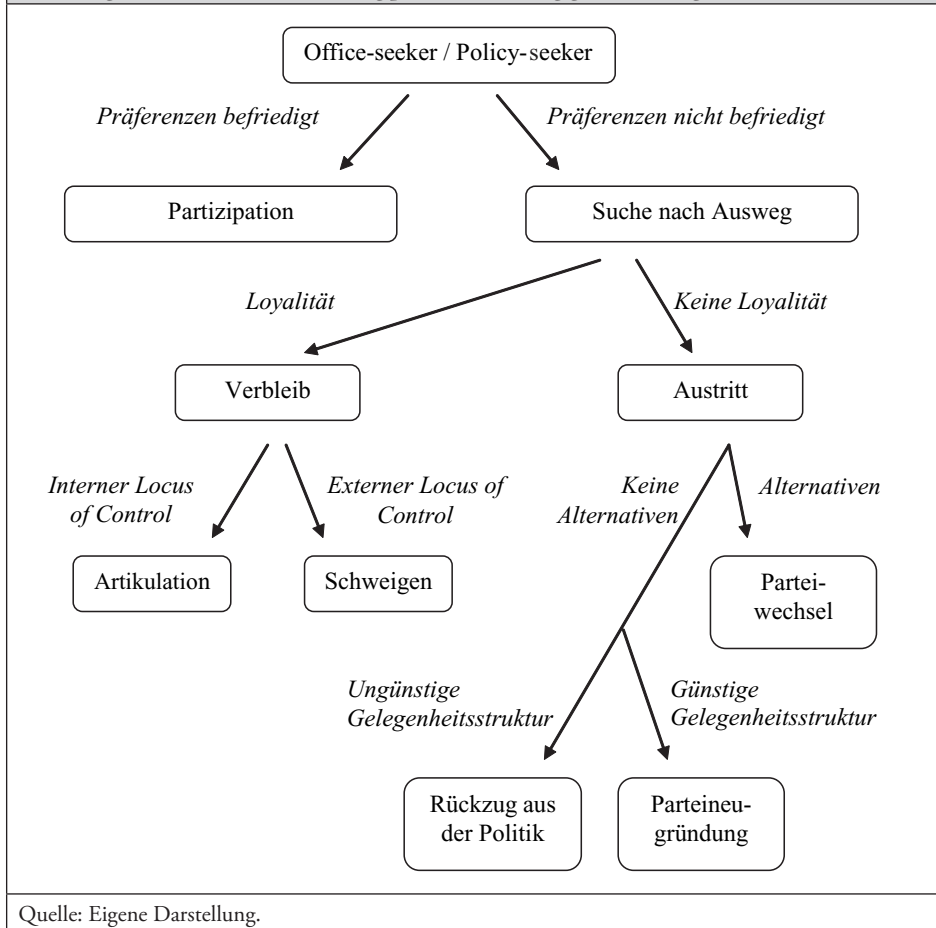 Office-seeker / Policy-seeker
Präferenzen befriedigt
Präferenzen nicht befriedigt
Partizipation
Suche nach Ausweg
Loyalität
Keine Loyalität
Verbleib
Austritt
Interner Locus
of Control
Externer Locus of
Control
Keine
Alternativen
Alternativen
Artikulation
Schweigen
Partei-
wechsel
Ungünstige
Gelegenheitsstruktur
Günstige
Gelegenheitsstruktur
Rückzug aus
der Politik
Parteineu-
gründung
Quelle: Eigene Darstellung.